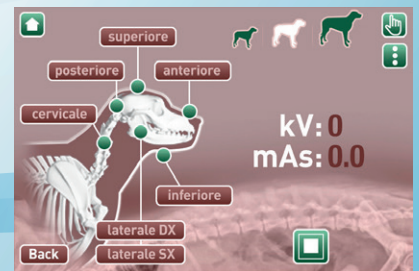 superiore
posteriore
anteriore
cervicale
kV: 0
mAs: 0.0
inferiore
laterale DX
Back
laterale SX